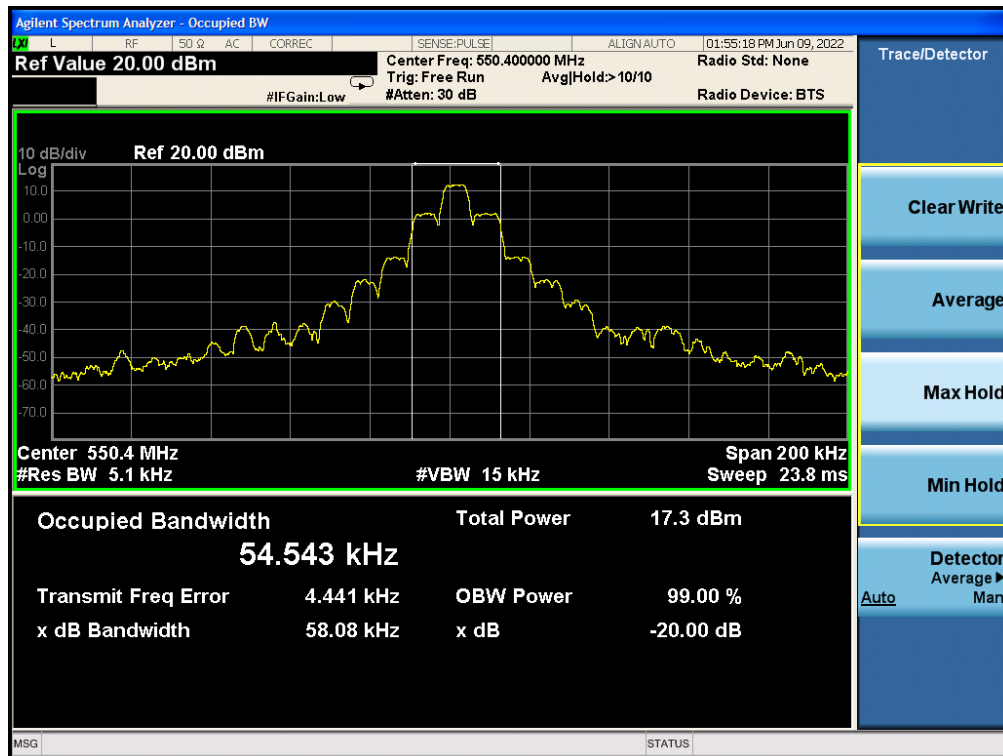 Agilent Spectrum Analyzer - Occupied BW
LXI L RF 50 Ω AC CORREC SENSE:PULSE ALIGN AUTO 01:55:18 PM Jun 09, 2022
Ref Value 20.00 dBm
Center Freq: 550.400000 MHz
Radio Std: None
Trig: Free Run Avg|Hold:>10/10
#IFGain:Low
#Atten: 30 dB
Radio Device: BTS
Trace/Detector
10 dB/div Ref 20.00 dBm
Log
10.0
0.00
-10.0
-20.0
-30.0
-40.0
-50.0
-60.0
-70.0
Center 550.4 MHz Span 200 kHz
#Res BW 5.1 kHz #VBW 15 kHz Sweep 23.8 ms
Occupied Bandwidth Total Power 17.3 dBm
54.543 kHz
Transmit Freq Error 4.441 kHz OBW Power 99.00 %
x dB Bandwidth 58.08 kHz x dB -20.00 dB
Clear Write
Average
Max Hold
Min Hold
Detector
Average
Auto Man
MSG STATUS